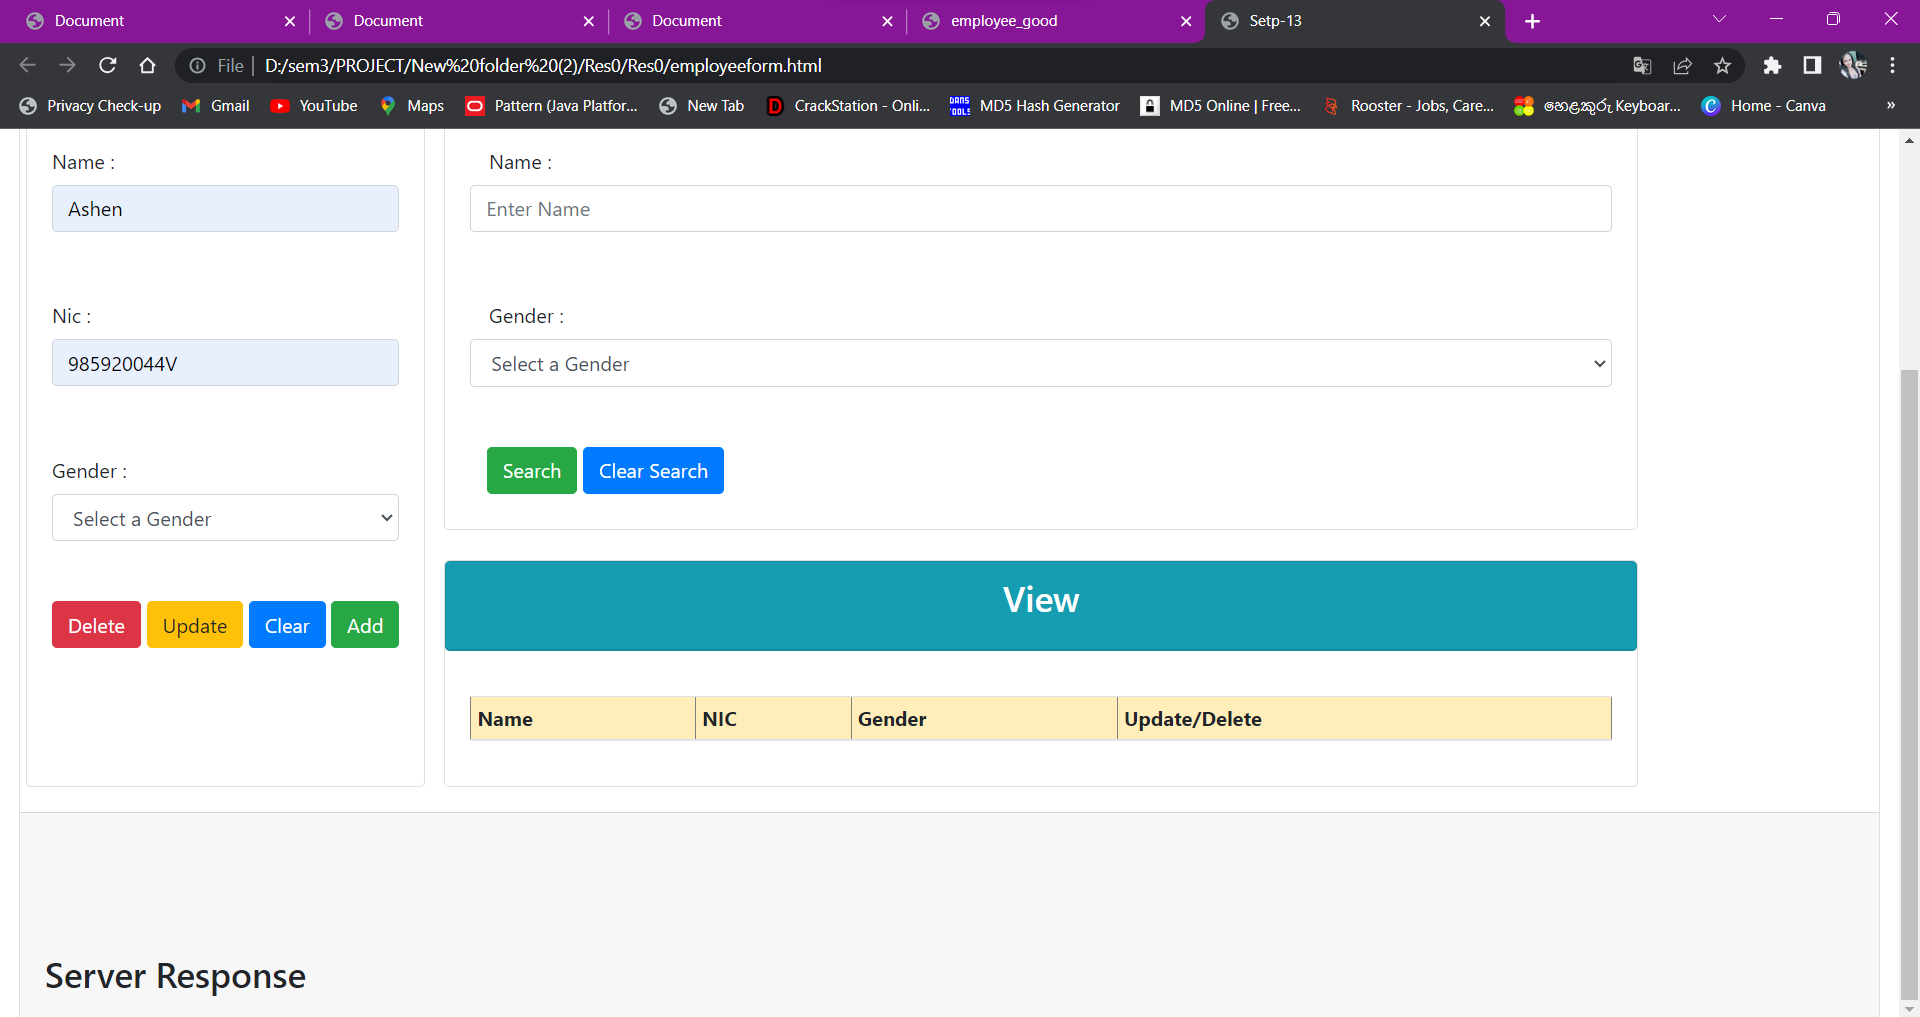 Document
Document
Document
employee_good
Setp-13
File | D:/sem3/PROJECT/New%20folder%20(2)/Res0/Res0/employeeform.html
Privacy Check-up
Gmail
YouTube
Maps
Pattern (Java Platfor...
New Tab
CrackStation - Onli...
MD5 Hash Generator
MD5 Online | Free...
Rooster - Jobs, Care...
හෙළකුරු Keyboar...
Home - Canva
»
Name :
Ashen
Nic :
985920044V
Gender :
Select a Gender
Delete
Update
Clear
Add
Name :
Enter Name
Gender :
Select a Gender
Search
Clear Search
View
Name
NIC
Gender
Update/Delete
Server Response